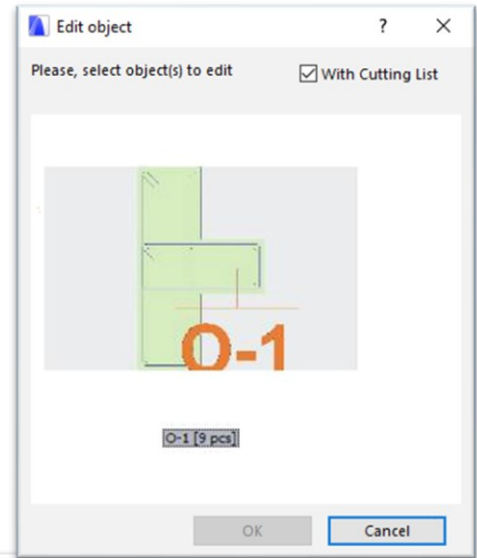 Edit object
?
Please, select object(s) to edit
With Cutting List
O-1
O-1 [9 pcs]
OK
Cancel